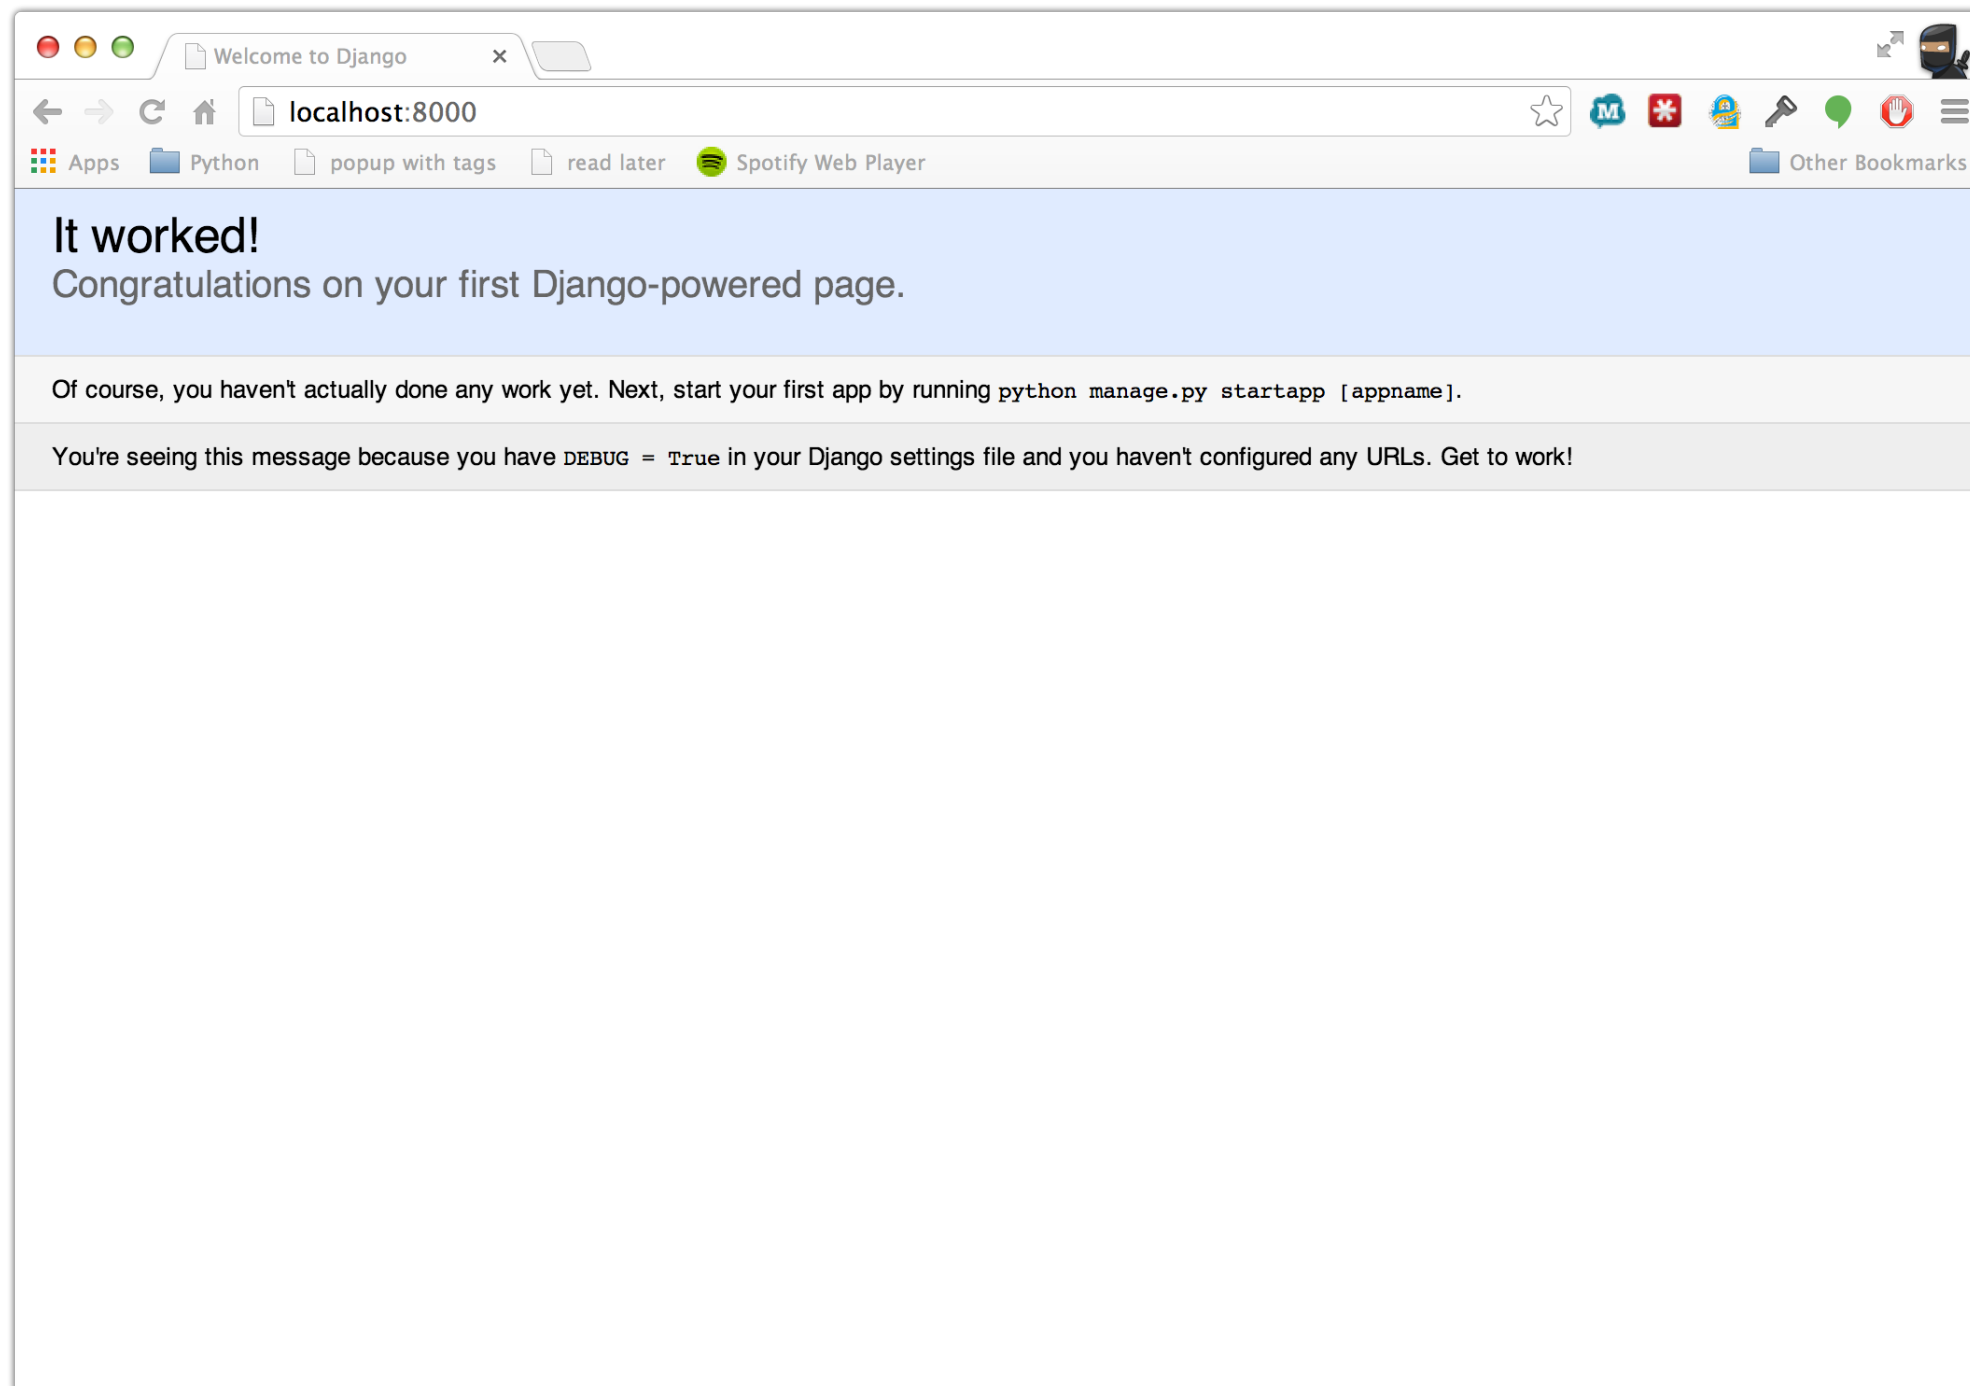 Welcome to Django
localhost:8000
Apps Python popup with tags read later Spotify Web Player Other Bookmarks
It worked!
Congratulations on your first Django-powered page.
Of course, you haven't actually done any work yet. Next, start your first app by running python manage.py startapp [appname].
You're seeing this message because you have DEBUG = True in your Django settings file and you haven't configured any URLs. Get to work!